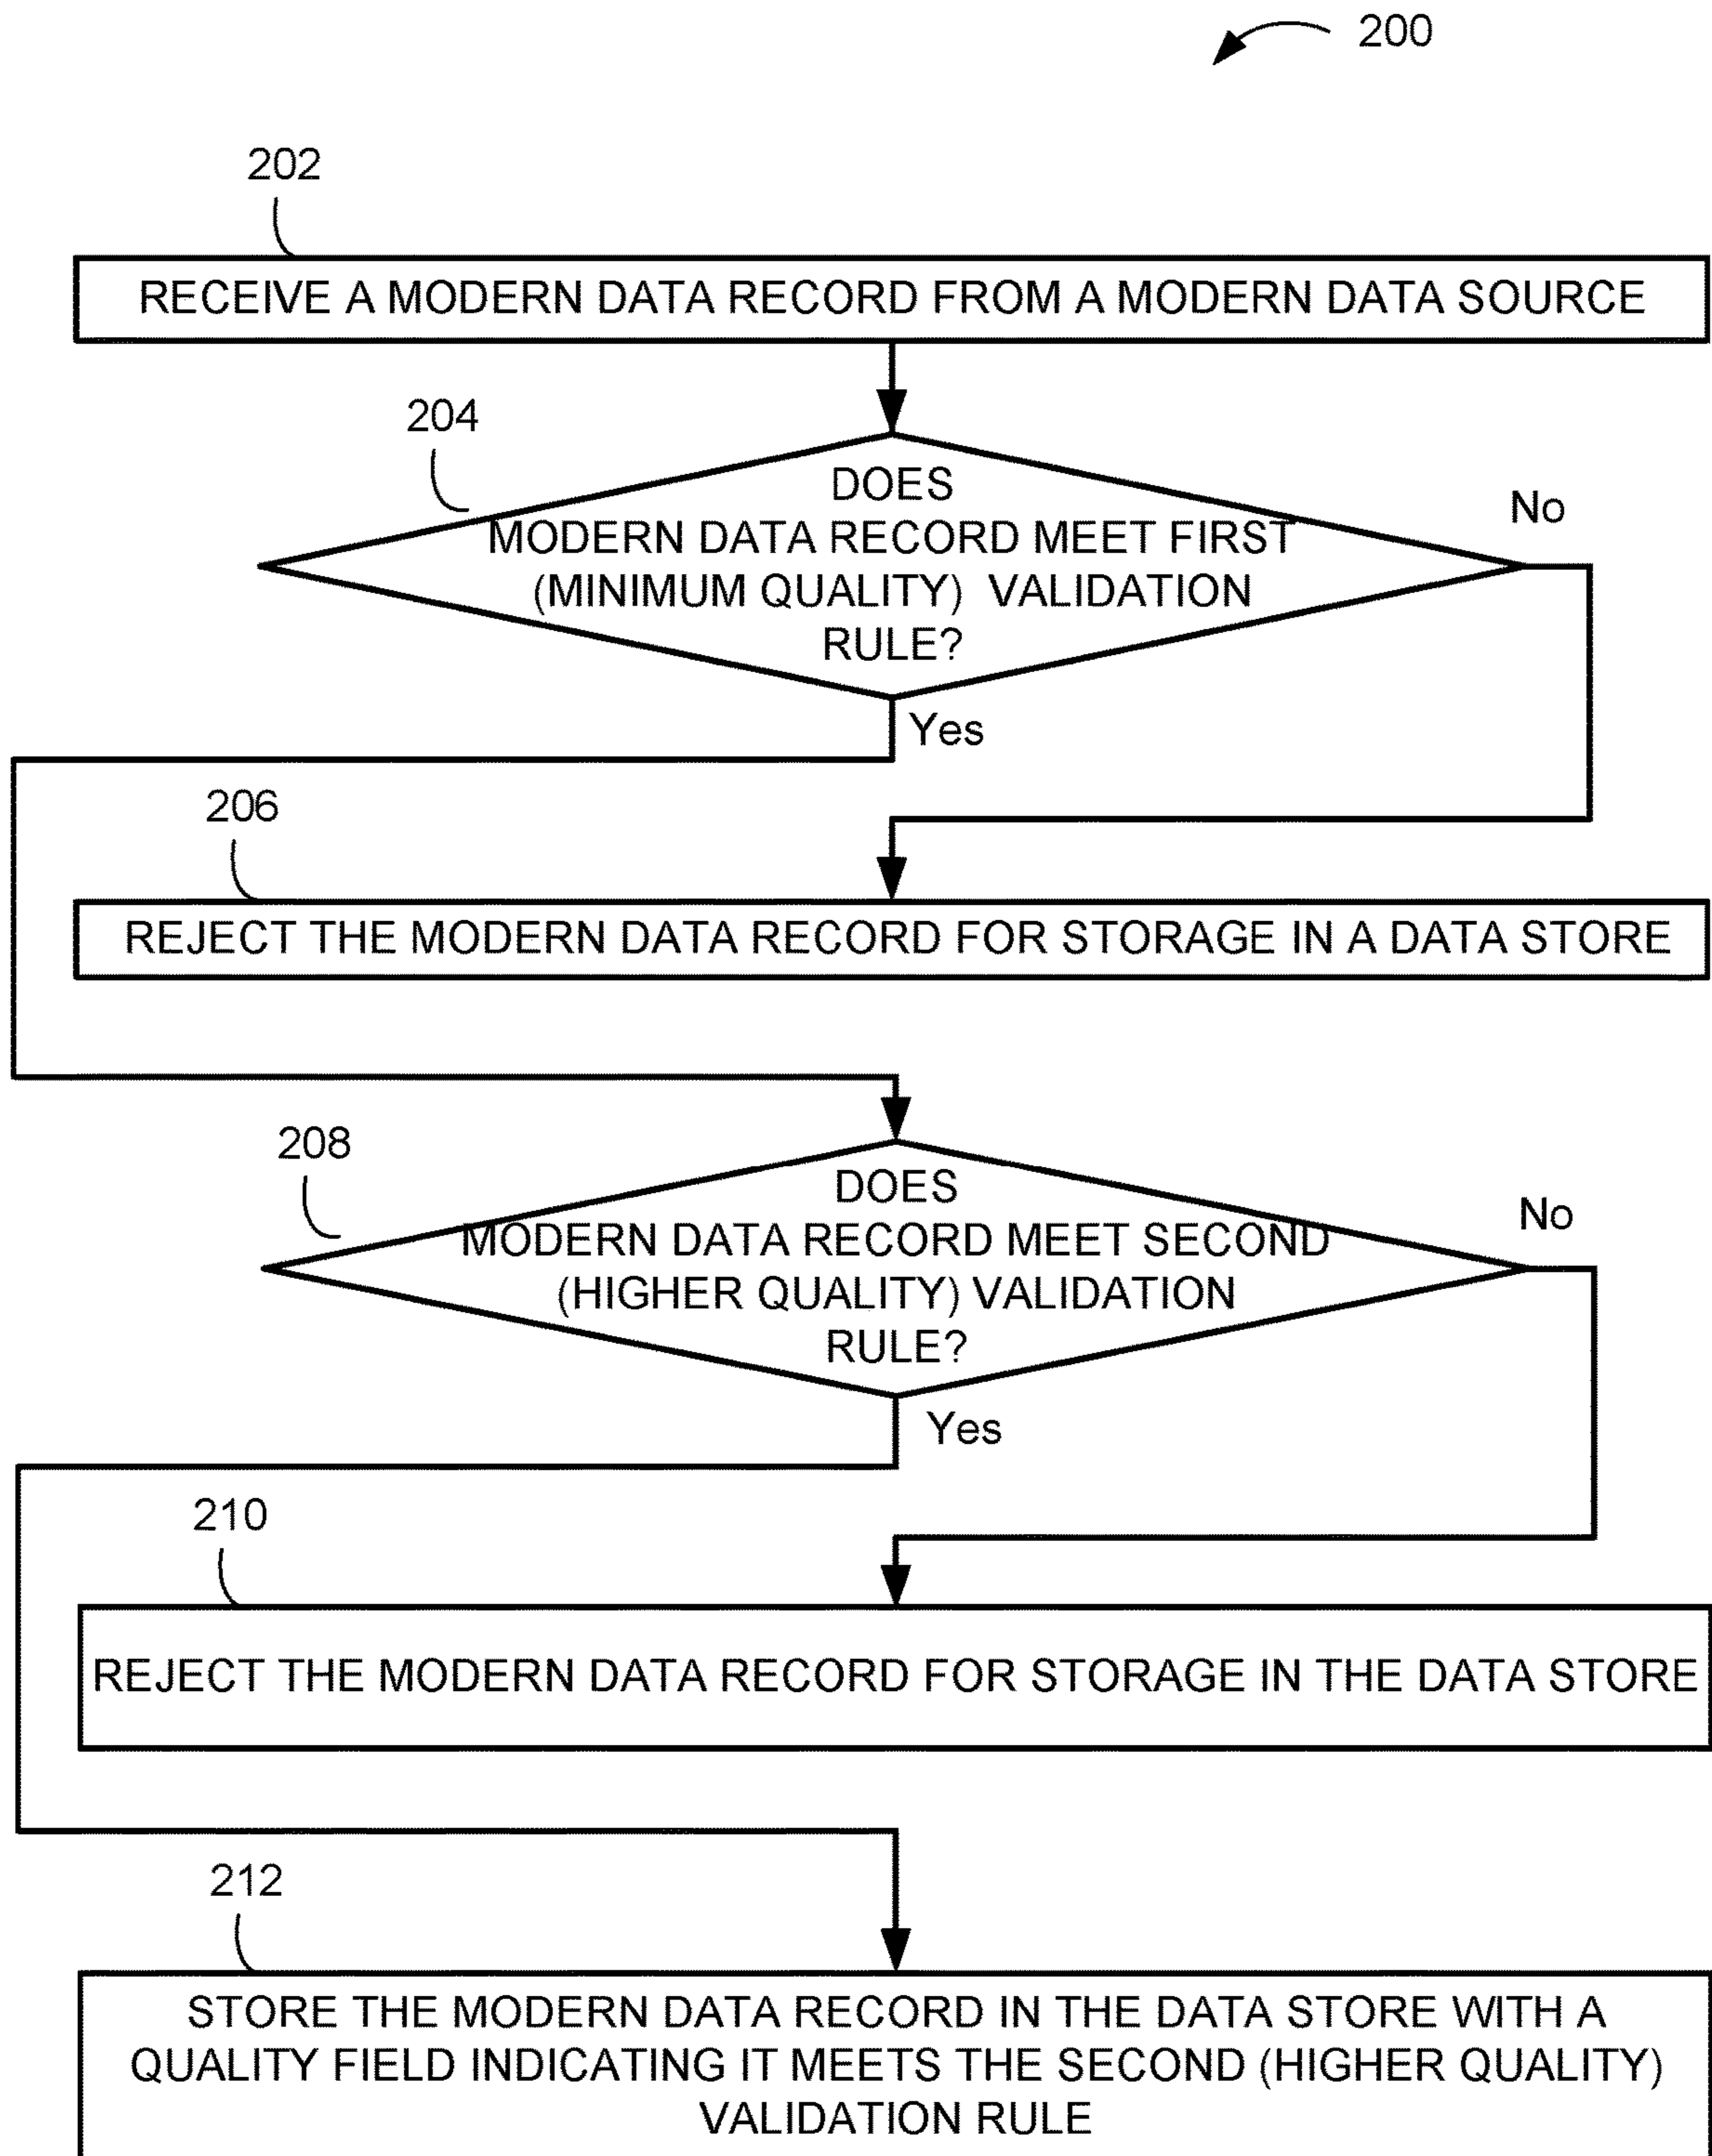 200
202
RECEIVE A MODERN DATA RECORD FROM A MODERN DATA SOURCE
204
DOES
MODERN DATA RECORD MEET FIRST
(MINIMUM QUALITY) VALIDATION
RULE?
No
Yes
206
REJECT THE MODERN DATA RECORD FOR STORAGE IN A DATA STORE
208
DOES
MODERN DATA RECORD MEET SECOND
(HIGHER QUALITY) VALIDATION
RULE?
No
Yes
210
REJECT THE MODERN DATA RECORD FOR STORAGE IN THE DATA STORE
212
STORE THE MODERN DATA RECORD IN THE DATA STORE WITH A
QUALITY FIELD INDICATING IT MEETS THE SECOND (HIGHER QUALITY)
VALIDATION RULE